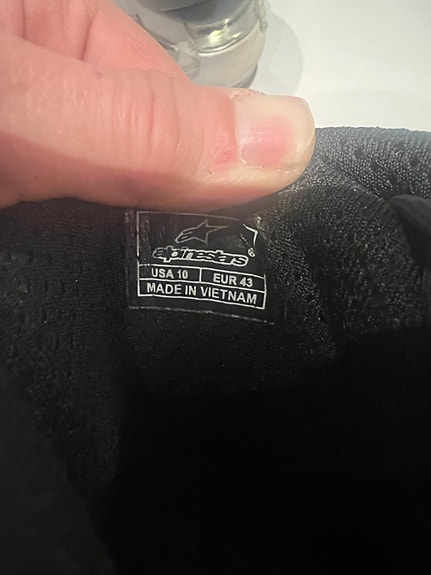 alpinestars
USA 10 EUR 43
MADE IN VIETNAM